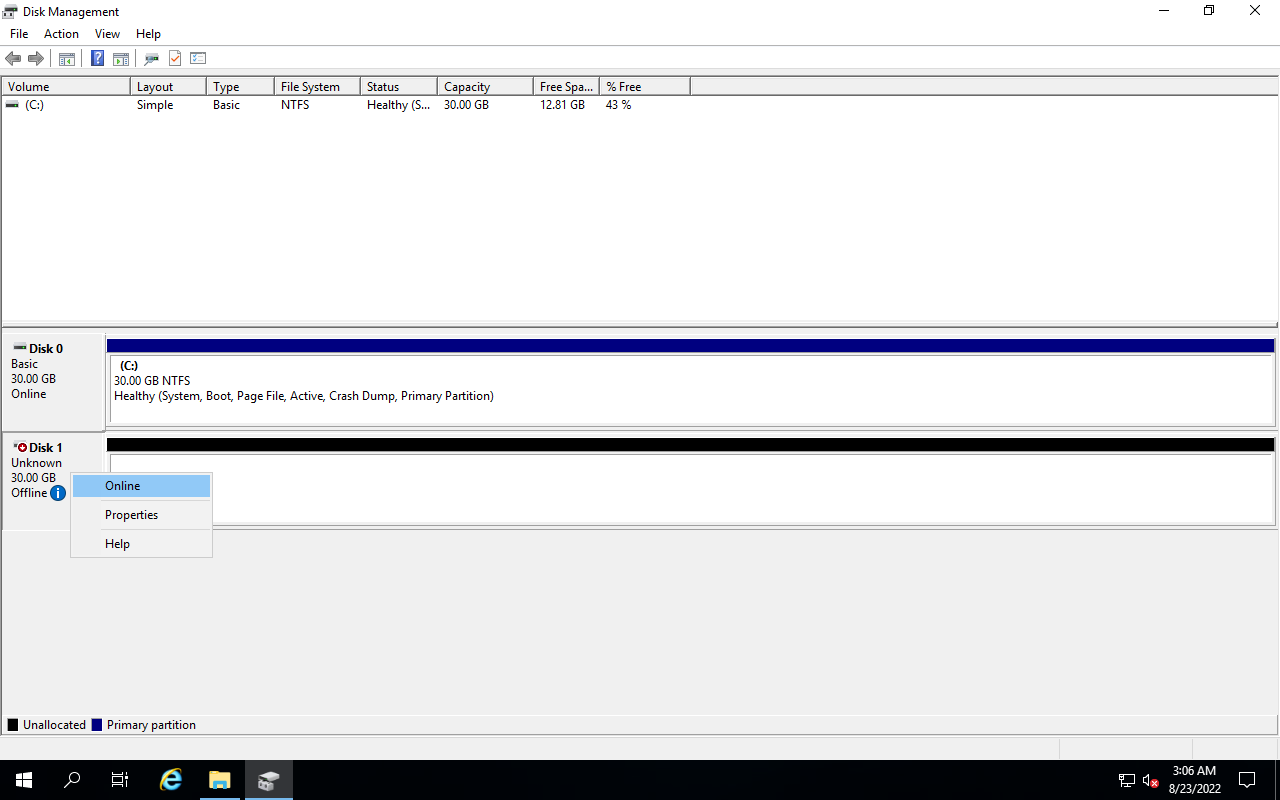 Disk Management
File Action View Help
Volume Layout Type File System Status Capacity Free Spa... % Free
(C:) Simple Basic NTFS Healthy (S... 30.00 GB 12.81 GB 43 %
Disk 0
Basic
30.00 GB
Online
(C:)
30.00 GB NTFS
Healthy (System, Boot, Page File, Active, Crash Dump, Primary Partition)
Disk 1
Unknown
30.00 GB
Offline
Online
Properties
Help
Unallocated Primary partition
3:06 AM
8/23/2022